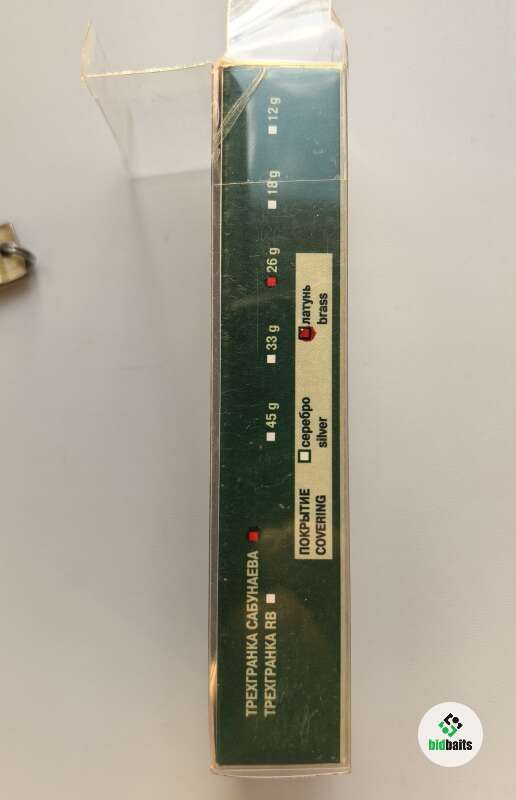 ТРЕХГРАНКА САБУНАЕВА
ТРЕХГРАНКА RB
45 g
33 g
26 g
18 g
12 g
ПОКРЫТИЕ
COVERING
серебро
silver
латунь
brass
bidbaits